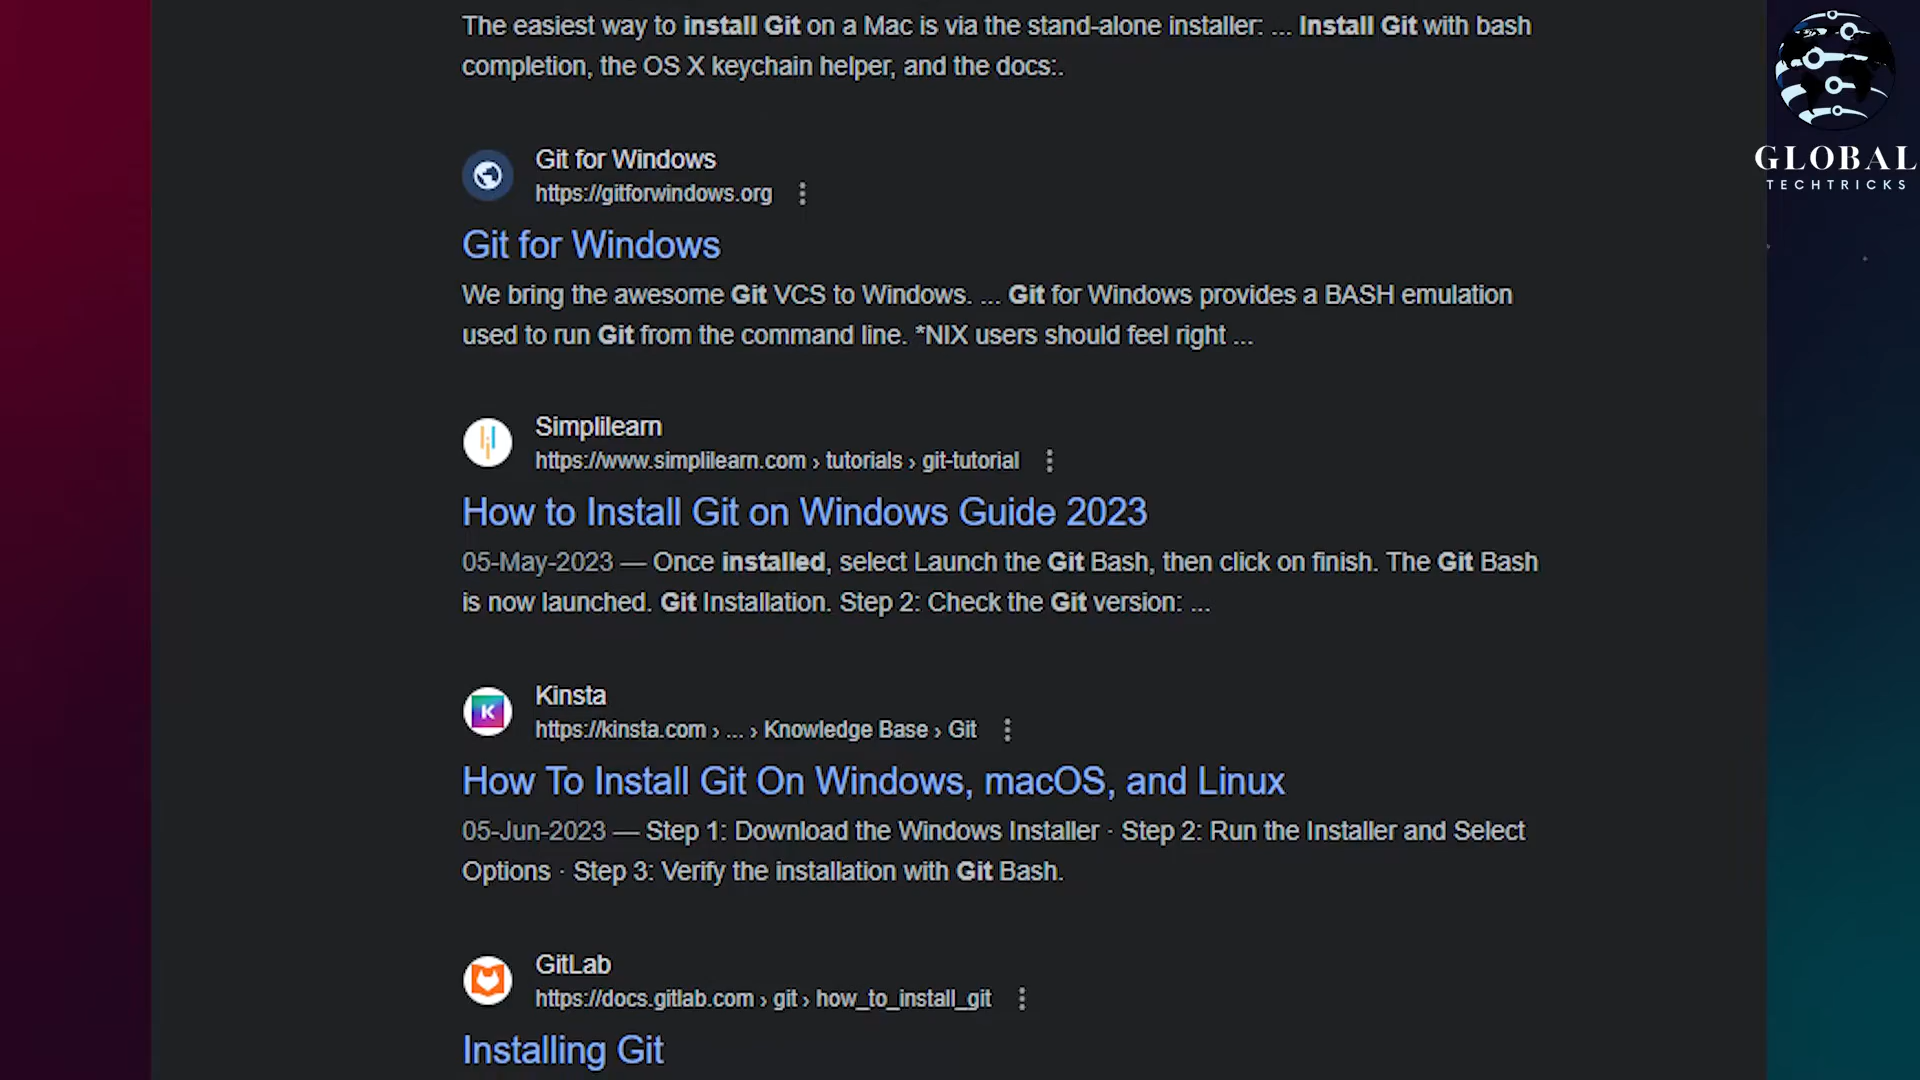 The easiest way to install Git on a Mac is via the stand-alone installer: ... Install Git with bash
completion, the OS X keychain helper, and the docs:.
GLOBAL
TECHTRICKS
Git for Windows
https://gitforwindows.org
Git for Windows
We bring the awesome Git VCS to Windows. ... Git for Windows provides a BASH emulation
used to run Git from the command line. *NIX users should feel right ...
Simplilearn
https://www.simplilearn.com › tutorials › git-tutorial
How to Install Git on Windows Guide 2023
05-May-2023 — Once installed, select Launch the Git Bash, then click on finish. The Git Bash
is now launched. Git Installation. Step 2: Check the Git version: ...
Kinsta
https://kinsta.com › ... › Knowledge Base › Git
How To Install Git On Windows, macOS, and Linux
05-Jun-2023 — Step 1: Download the Windows Installer · Step 2: Run the Installer and Select
Options · Step 3: Verify the installation with Git Bash.
GitLab
https://docs.gitlab.com › git › how_to_install_git
Installing Git